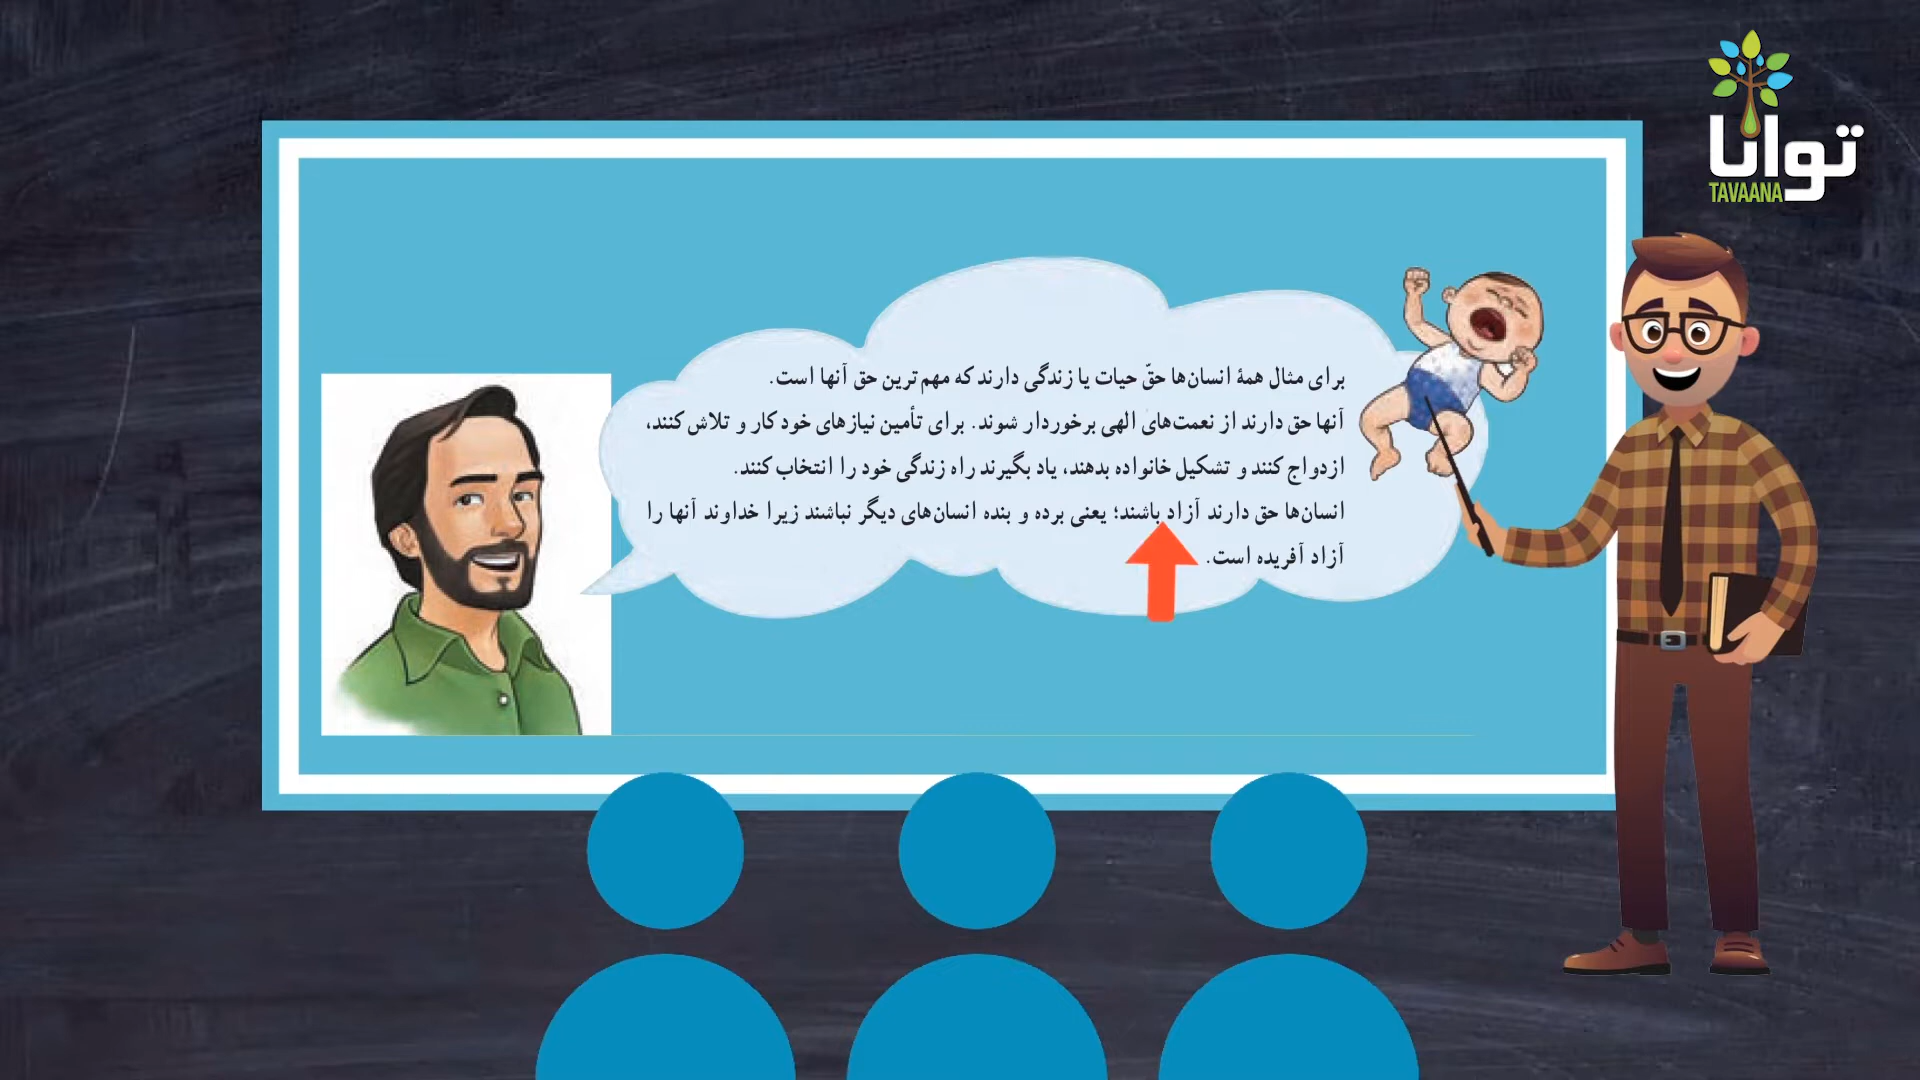 توانا
TAVAANA
برای مثال همهٔ انسان‌ها حقّ حیات یا زندگی دارند که مهم ترین حق آنها است.
آنها حق دارند از نعمت‌های الهی برخوردار شوند. برای تأمین نیازهای خود کار و تلاش کنند،
ازدواج کنند و تشکیل خانواده بدهند، یاد بگیرند راه زندگی خود را انتخاب کنند.
انسان‌ها حق دارند آزاد باشند؛ یعنی برده و بنده انسان‌های دیگر نباشند زیرا خداوند آنها را
آزاد آفریده است.